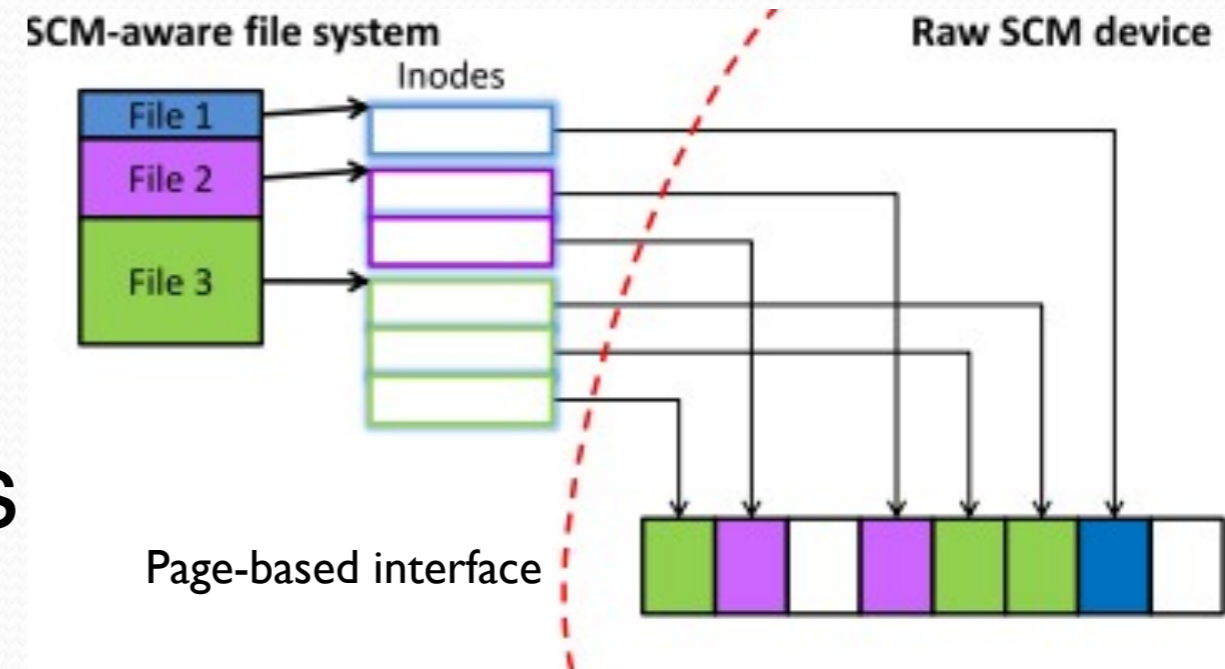 SCM-aware file system
Raw SCM device
Inodes
File 1
File 2
File 3
s
Page-based interface